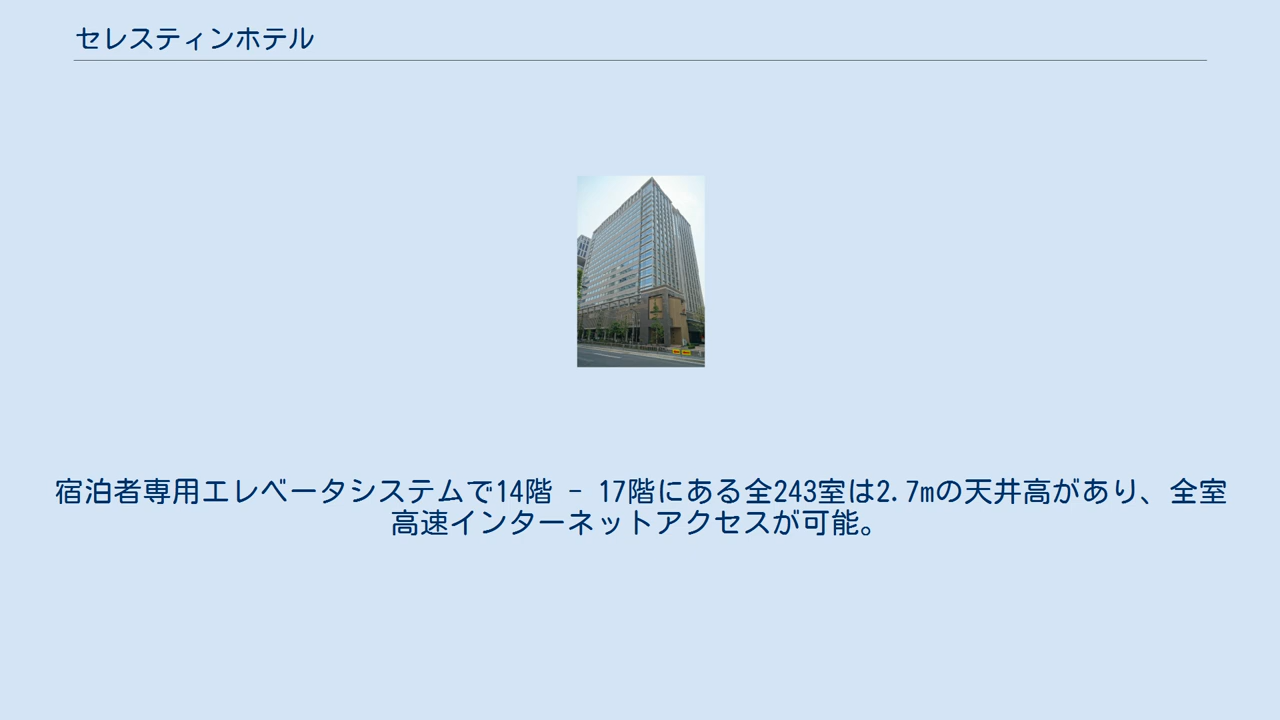 セレスティンホテル
宿泊者専用エレベータシステムで14階 - 17階にある全243室は2.7mの天井高があり、全室
高速インターネットアクセスが可能。